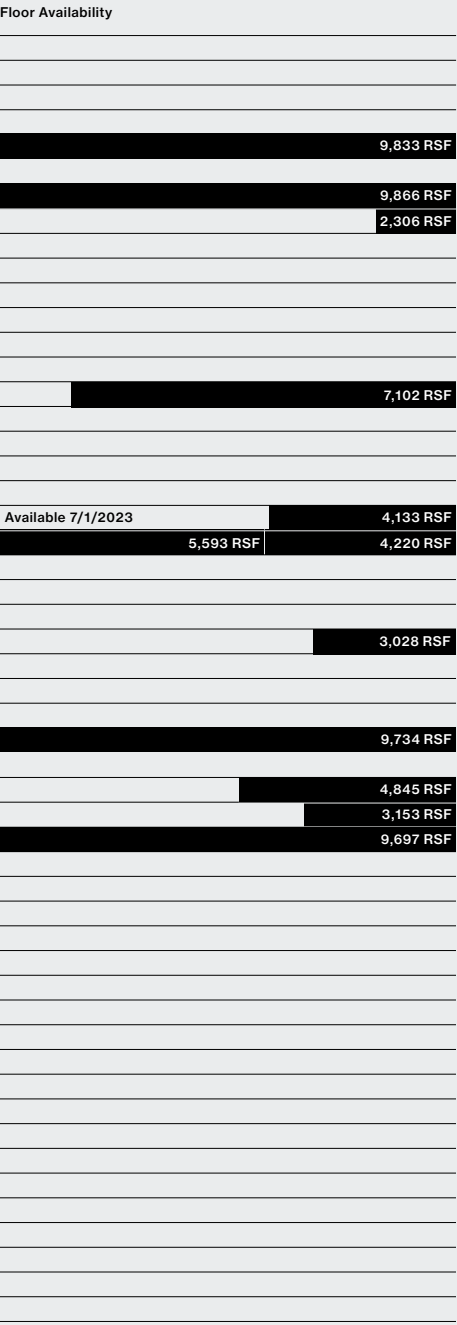 Floor Availability
9,833 RSF
9,866 RSF
2,306 RSF
7,102 RSF
Available 7/1/2023 4,133 RSF
5,593 RSF 4,220 RSF
3,028 RSF
9,734 RSF
4,845 RSF
3,153 RSF
9,697 RSF